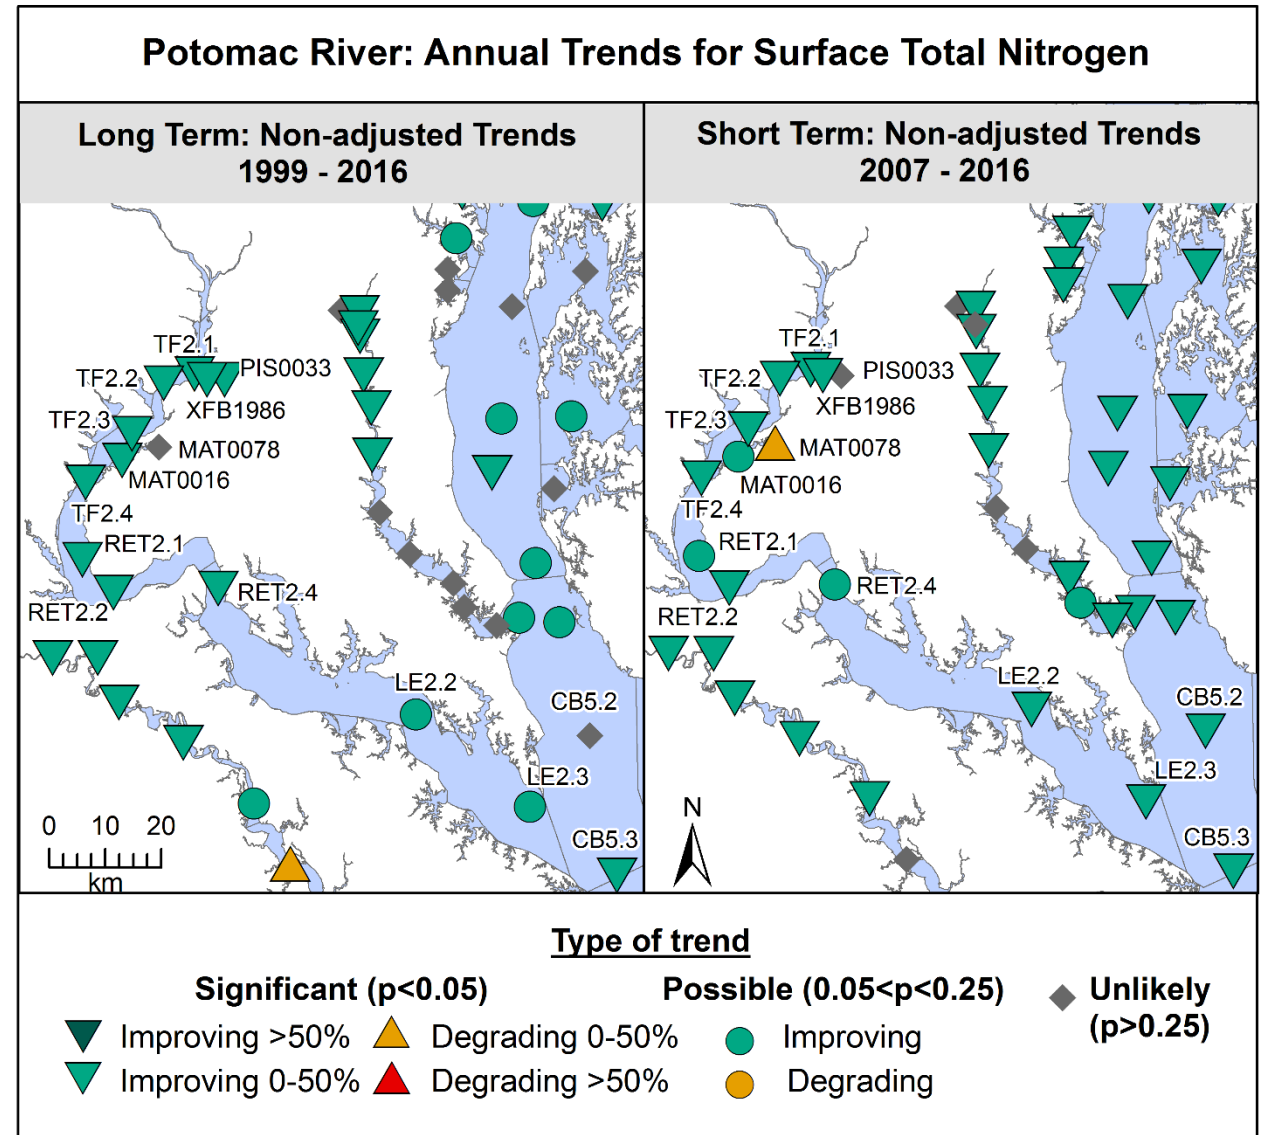 Potomac River: Annual Trends for Surface Total Nitrogen
Long Term: Non-adjusted Trends
1999 - 2016
TF2.1
TF2.2
PIS0033
XFB1986
TF2.3
MAT0078
MAT0016
TF2.4
RET2.1
RET2.2
RET2.4
LE2.2
CB5.2
LE2.3
CB5.3
0 10 20
km
Short Term: Non-adjusted Trends
2007 - 2016
TF2.1
TF2.2
PIS0033
XFB1986
TF2.3
MAT0078
MAT0016
TF2.4
RET2.1
RET2.4
RET2.2
LE2.2
CB5.2
LE2.3
N
CB5.3
Type of trend
Significant (p<0.05)
Improving >50%
Improving 0-50%
Degrading 0-50%
Degrading >50%
Possible (0.05<p<0.25)
Improving
Degrading
Unlikely
(p>0.25)